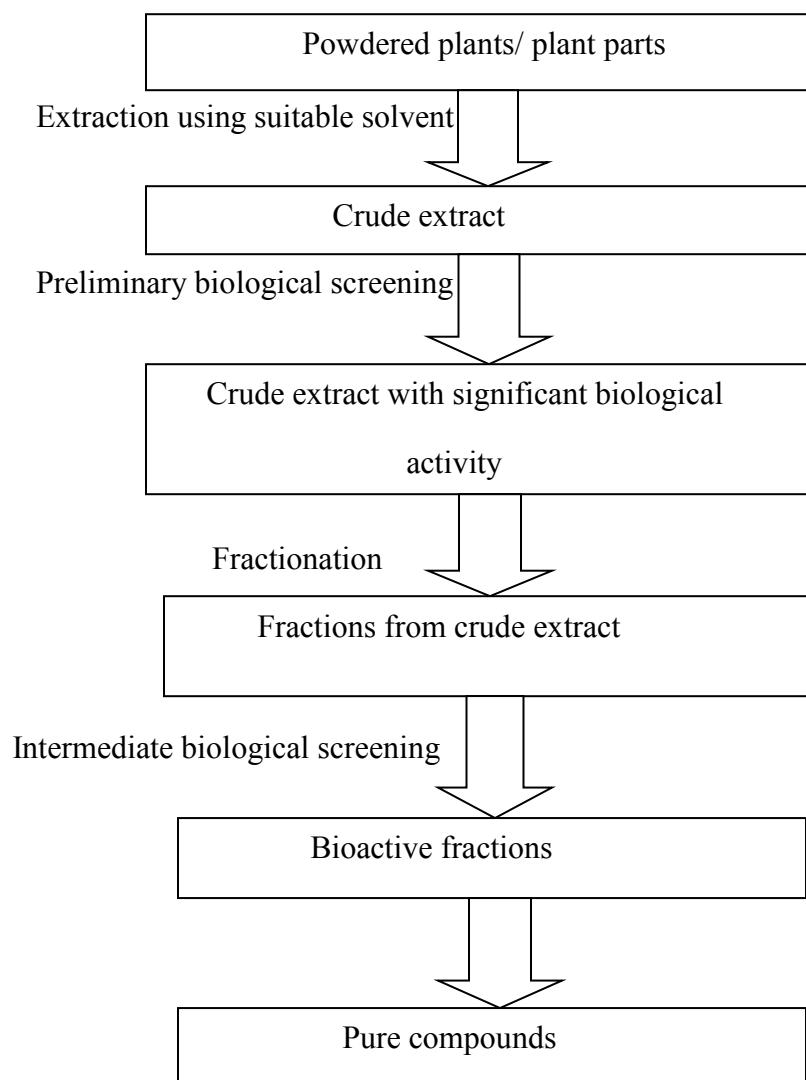 Powdered plants/ plant parts
Extraction using suitable solvent
Crude extract
Preliminary biological screening
Crude extract with significant biological
activity
Fractionation
Fractions from crude extract
Intermediate biological screening
Bioactive fractions
Pure compounds